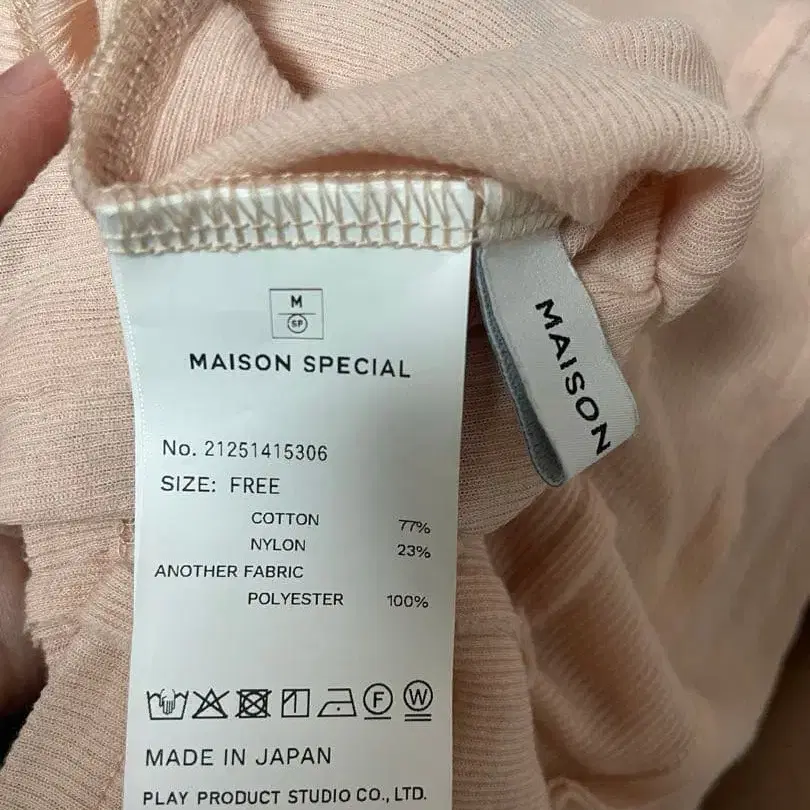 M
SP
MAISON SPECIAL
MAISON
No. 21251415306
SIZE: FREE
COTTON 77%
NYLON 23%
ANOTHER FABRIC
POLYESTER 100%
F W
MADE IN JAPAN
PLAY PRODUCT STUDIO CO., LTD.